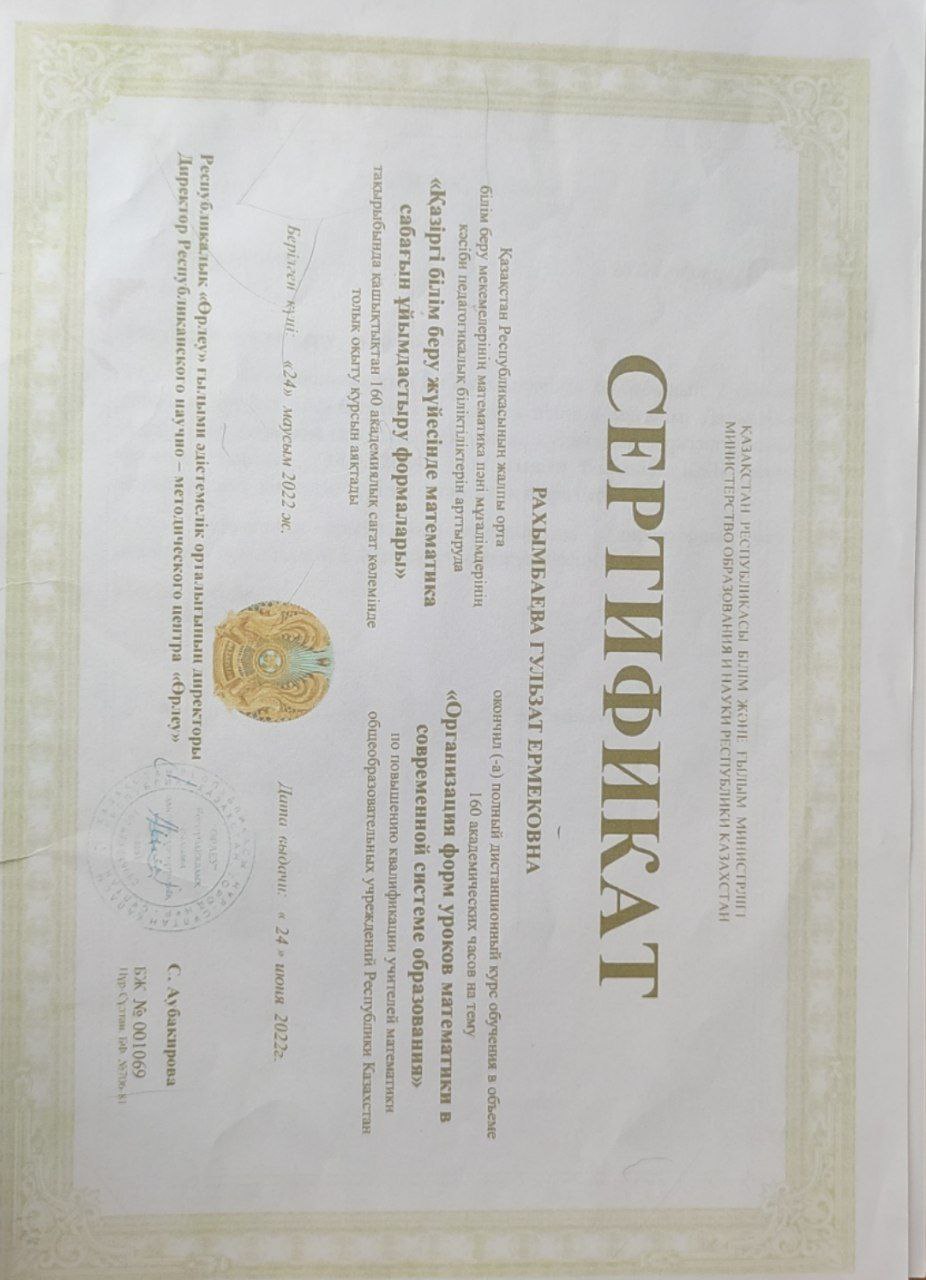 ҚАЗАҚСТАН РЕСПУБЛИКАСЫ БІЛІМ ЖӘНЕ ҒЫЛЫМ МИНИСТРЛІГІ
МИНИСТЕРСТВО ОБРАЗОВАНИЯ И НАУКИ РЕСПУБЛИКИ КАЗАХСТАН
СЕРТИФИКАТ
РАХЫМБАЕВА ГУЛЬЗАТ ЕРМЕКОВНА
Қазақстан Республикасының жалпы орта
білім беру мекемелерінің математика пәні мұғалімдерінің
кәсіби педагогикалық біліктіліктерін арттыруда
«Қазіргі білім беру жүйесінде математика
сабағын ұйымдастыру формалары»
тақырыбында қашықтықтан 160 академиялық сағат көлемінде
толық оқыту курсын аяқтады
Берілген күні: «24» маусым 2022 ж.
окончил (-а) полный дистанционный курс обучения в объеме
160 академических часов на тему
«Организация форм уроков математики в
современной системе образования»
по повышению квалификации учителей математики
общеобразовательных учреждений Республики Казахстан
Дата выдачи: « 24 » июня 2022г.
Республикалық «Өрлеу» ғылыми әдістемелік орталығының директоры
Директор Республиканского научно – методического центра «Өрлеу»
С. Аубакирова
БЖ № 001069
Нур-Султан